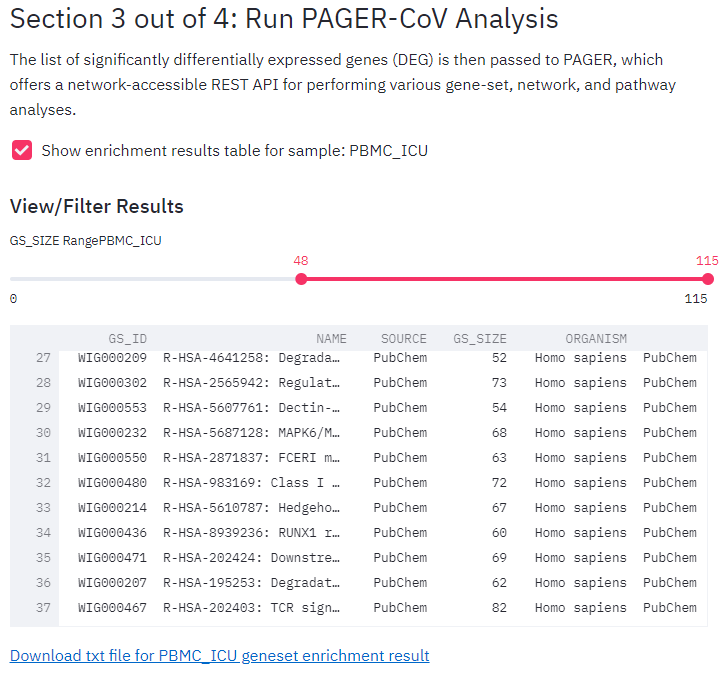 Section 3 out of 4: Run PAGER-CoV Analysis
The list of significantly differentially expressed genes (DEG) is then passed to PAGER, which
offers a network-accessible REST API for performing various gene-set, network, and pathway
analyses.
Show enrichment results table for sample: PBMC_ICU
View/Filter Results
GS_SIZE RangePBMC_ICU
48 115
0 115
GS_ID NAME SOURCE GS_SIZE ORGANISM
27 WIG000209 R-HSA-4641258: Degrada… PubChem 52 Homo sapiens PubChem
28 WIG000302 R-HSA-2565942: Regulat… PubChem 73 Homo sapiens PubChem
29 WIG000553 R-HSA-5607761: Dectin-… PubChem 54 Homo sapiens PubChem
30 WIG000232 R-HSA-5687128: MAPK6/M… PubChem 68 Homo sapiens PubChem
31 WIG000550 R-HSA-2871837: FCERI m… PubChem 63 Homo sapiens PubChem
32 WIG000480 R-HSA-983169: Class I … PubChem 72 Homo sapiens PubChem
33 WIG000214 R-HSA-5610787: Hedgeho… PubChem 67 Homo sapiens PubChem
34 WIG000436 R-HSA-8939236: RUNX1 r… PubChem 60 Homo sapiens PubChem
35 WIG000471 R-HSA-202424: Downstre… PubChem 69 Homo sapiens PubChem
36 WIG000207 R-HSA-195253: Degradat… PubChem 62 Homo sapiens PubChem
37 WIG000467 R-HSA-202403: TCR sign… PubChem 82 Homo sapiens PubChem
Download txt file for PBMC_ICU geneset enrichment result